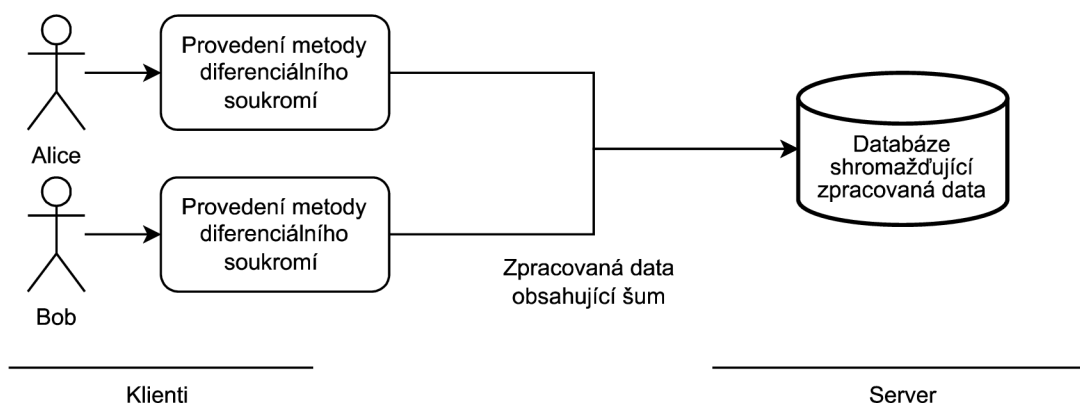 Provedení metody
diferenciálního
soukromí
Alice
Provedení metody
diferenciálního
soukromí
Bob
Zpracovaná data
obsahující šum
Databáze
shromažďující
zpracovaná data
Klienti
Server